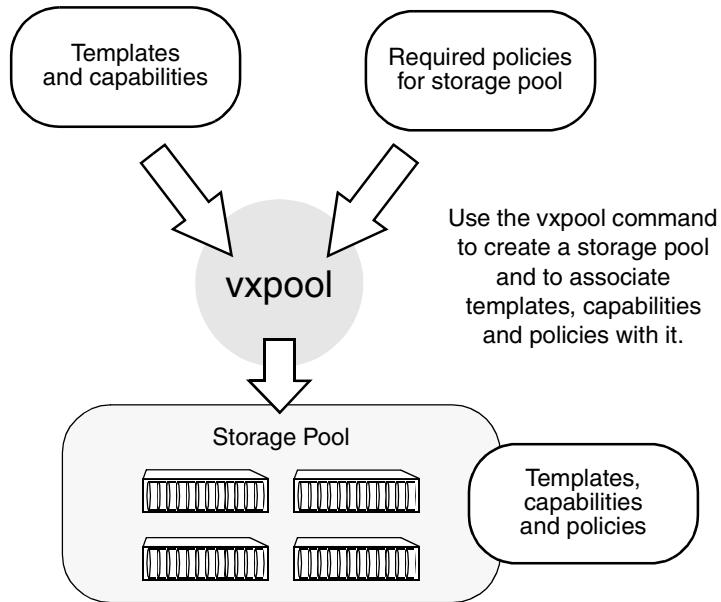 Templates
and capabilities
Required policies
for storage pool
Use the vxpool command
to create a storage pool
and to associate
templates, capabilities
and policies with it.
vxpool
Storage Pool
Templates,
capabilities
and policies